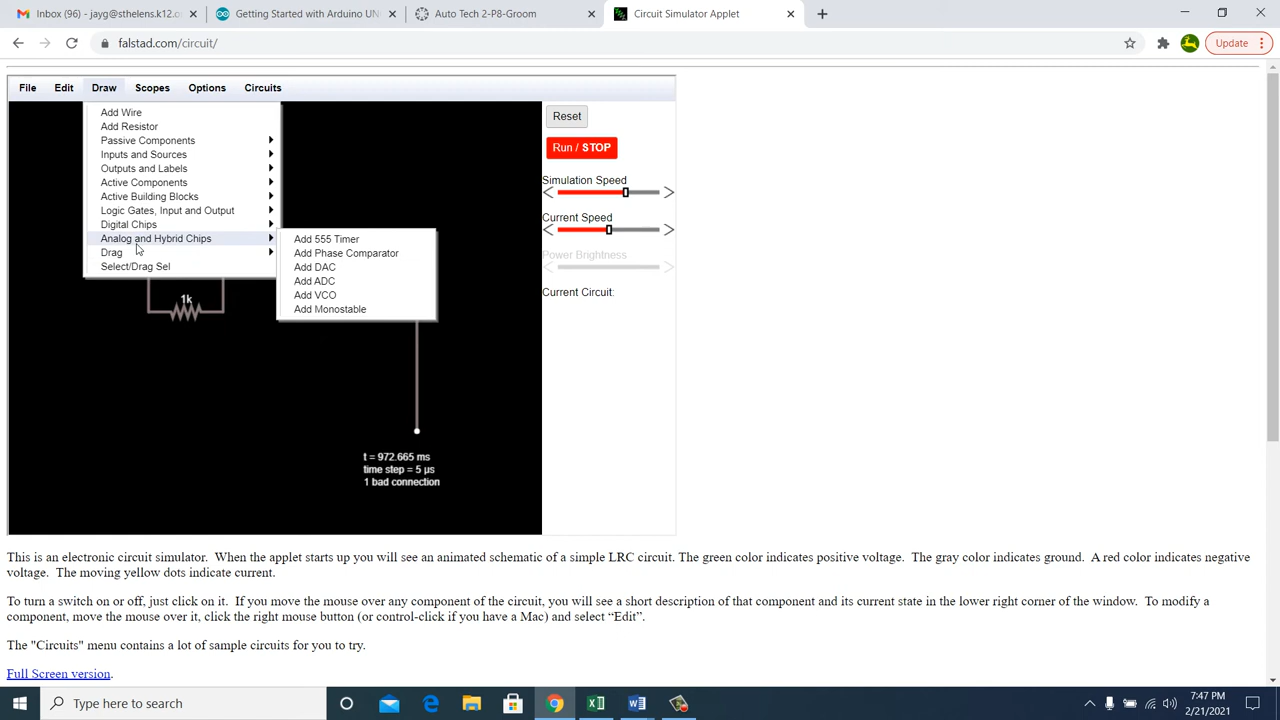 Inbox (96) - jayg@sthelens.k12.o
Getting Started with Arduino UN
Auto Tech 2-P8-Groom
Circuit Simulator Applet
falstad.com/circuit/
Update
File Edit Draw Scopes Options Circuits
Add Wire
Add Resistor
Passive Components
Inputs and Sources
Outputs and Labels
Active Components
Active Building Blocks
Logic Gates, Input and Output
Digital Chips
Analog and Hybrid Chips
Drag
Select/Drag Sel
Add 555 Timer
Add Phase Comparator
Add DAC
Add ADC
Add VCO
Add Monostable
Reset
Run / STOP
Simulation Speed
Current Speed
Power Brightness
Current Circuit:
1k
t = 972.665 ms
time step = 5 µs
1 bad connection
This is an electronic circuit simulator. When the applet starts up you will see an animated schematic of a simple LRC circuit. The green color indicates positive voltage. The gray color indicates ground. A red color indicates negative
voltage. The moving yellow dots indicate current.
To turn a switch on or off, just click on it. If you move the mouse over any component of the circuit, you will see a short description of that component and its current state in the lower right corner of the window. To modify a
component, move the mouse over it, click the right mouse button (or control-click if you have a Mac) and select “Edit”.
The "Circuits" menu contains a lot of sample circuits for you to try.
Full Screen version.
Type here to search
7:47 PM
2/21/2021